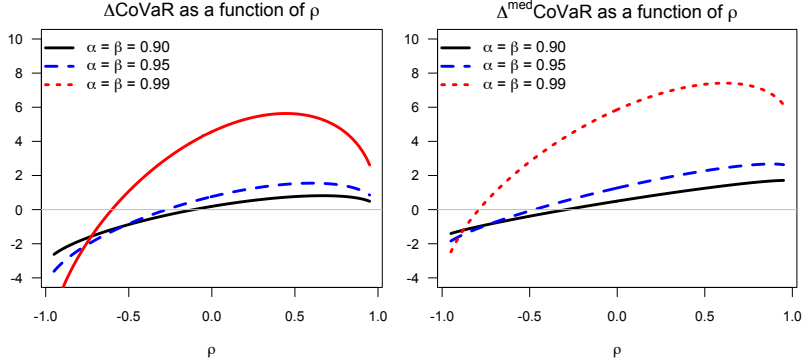 ΔCoVaR as a function of ρ
10
8
6
4
2
0
-2
-4
α = β = 0.90
α = β = 0.95
α = β = 0.99
-1.0 -0.5 0.0 0.5 1.0
ρ
Δ^med CoVaR as a function of ρ
10
8
6
4
2
0
-2
-4
α = β = 0.90
α = β = 0.95
α = β = 0.99
-1.0 -0.5 0.0 0.5 1.0
ρ